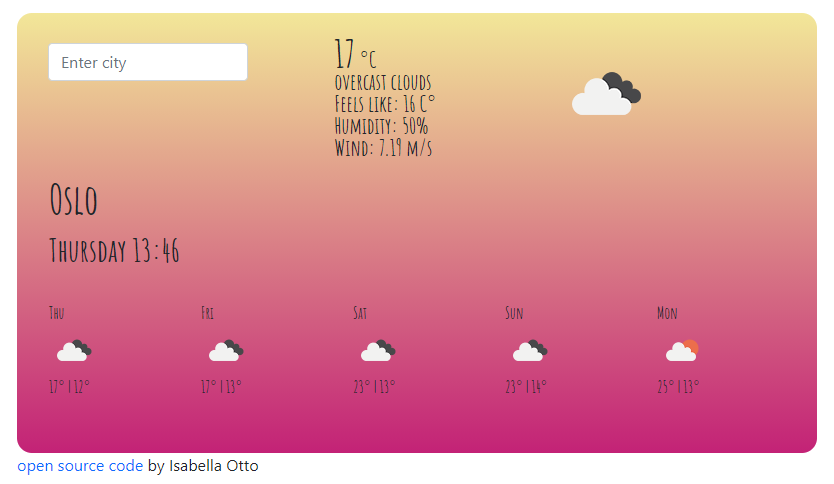 Enter city
17 °C
overcast clouds
Feels like: 16 C°
Humidity: 50%
Wind: 7.19 m/s
Oslo
Thursday 13:46
Thu Fri Sat Sun Mon
17° | 12° 17° | 13° 23° | 13° 23° | 14° 25° | 13°
open source code by Isabella Otto